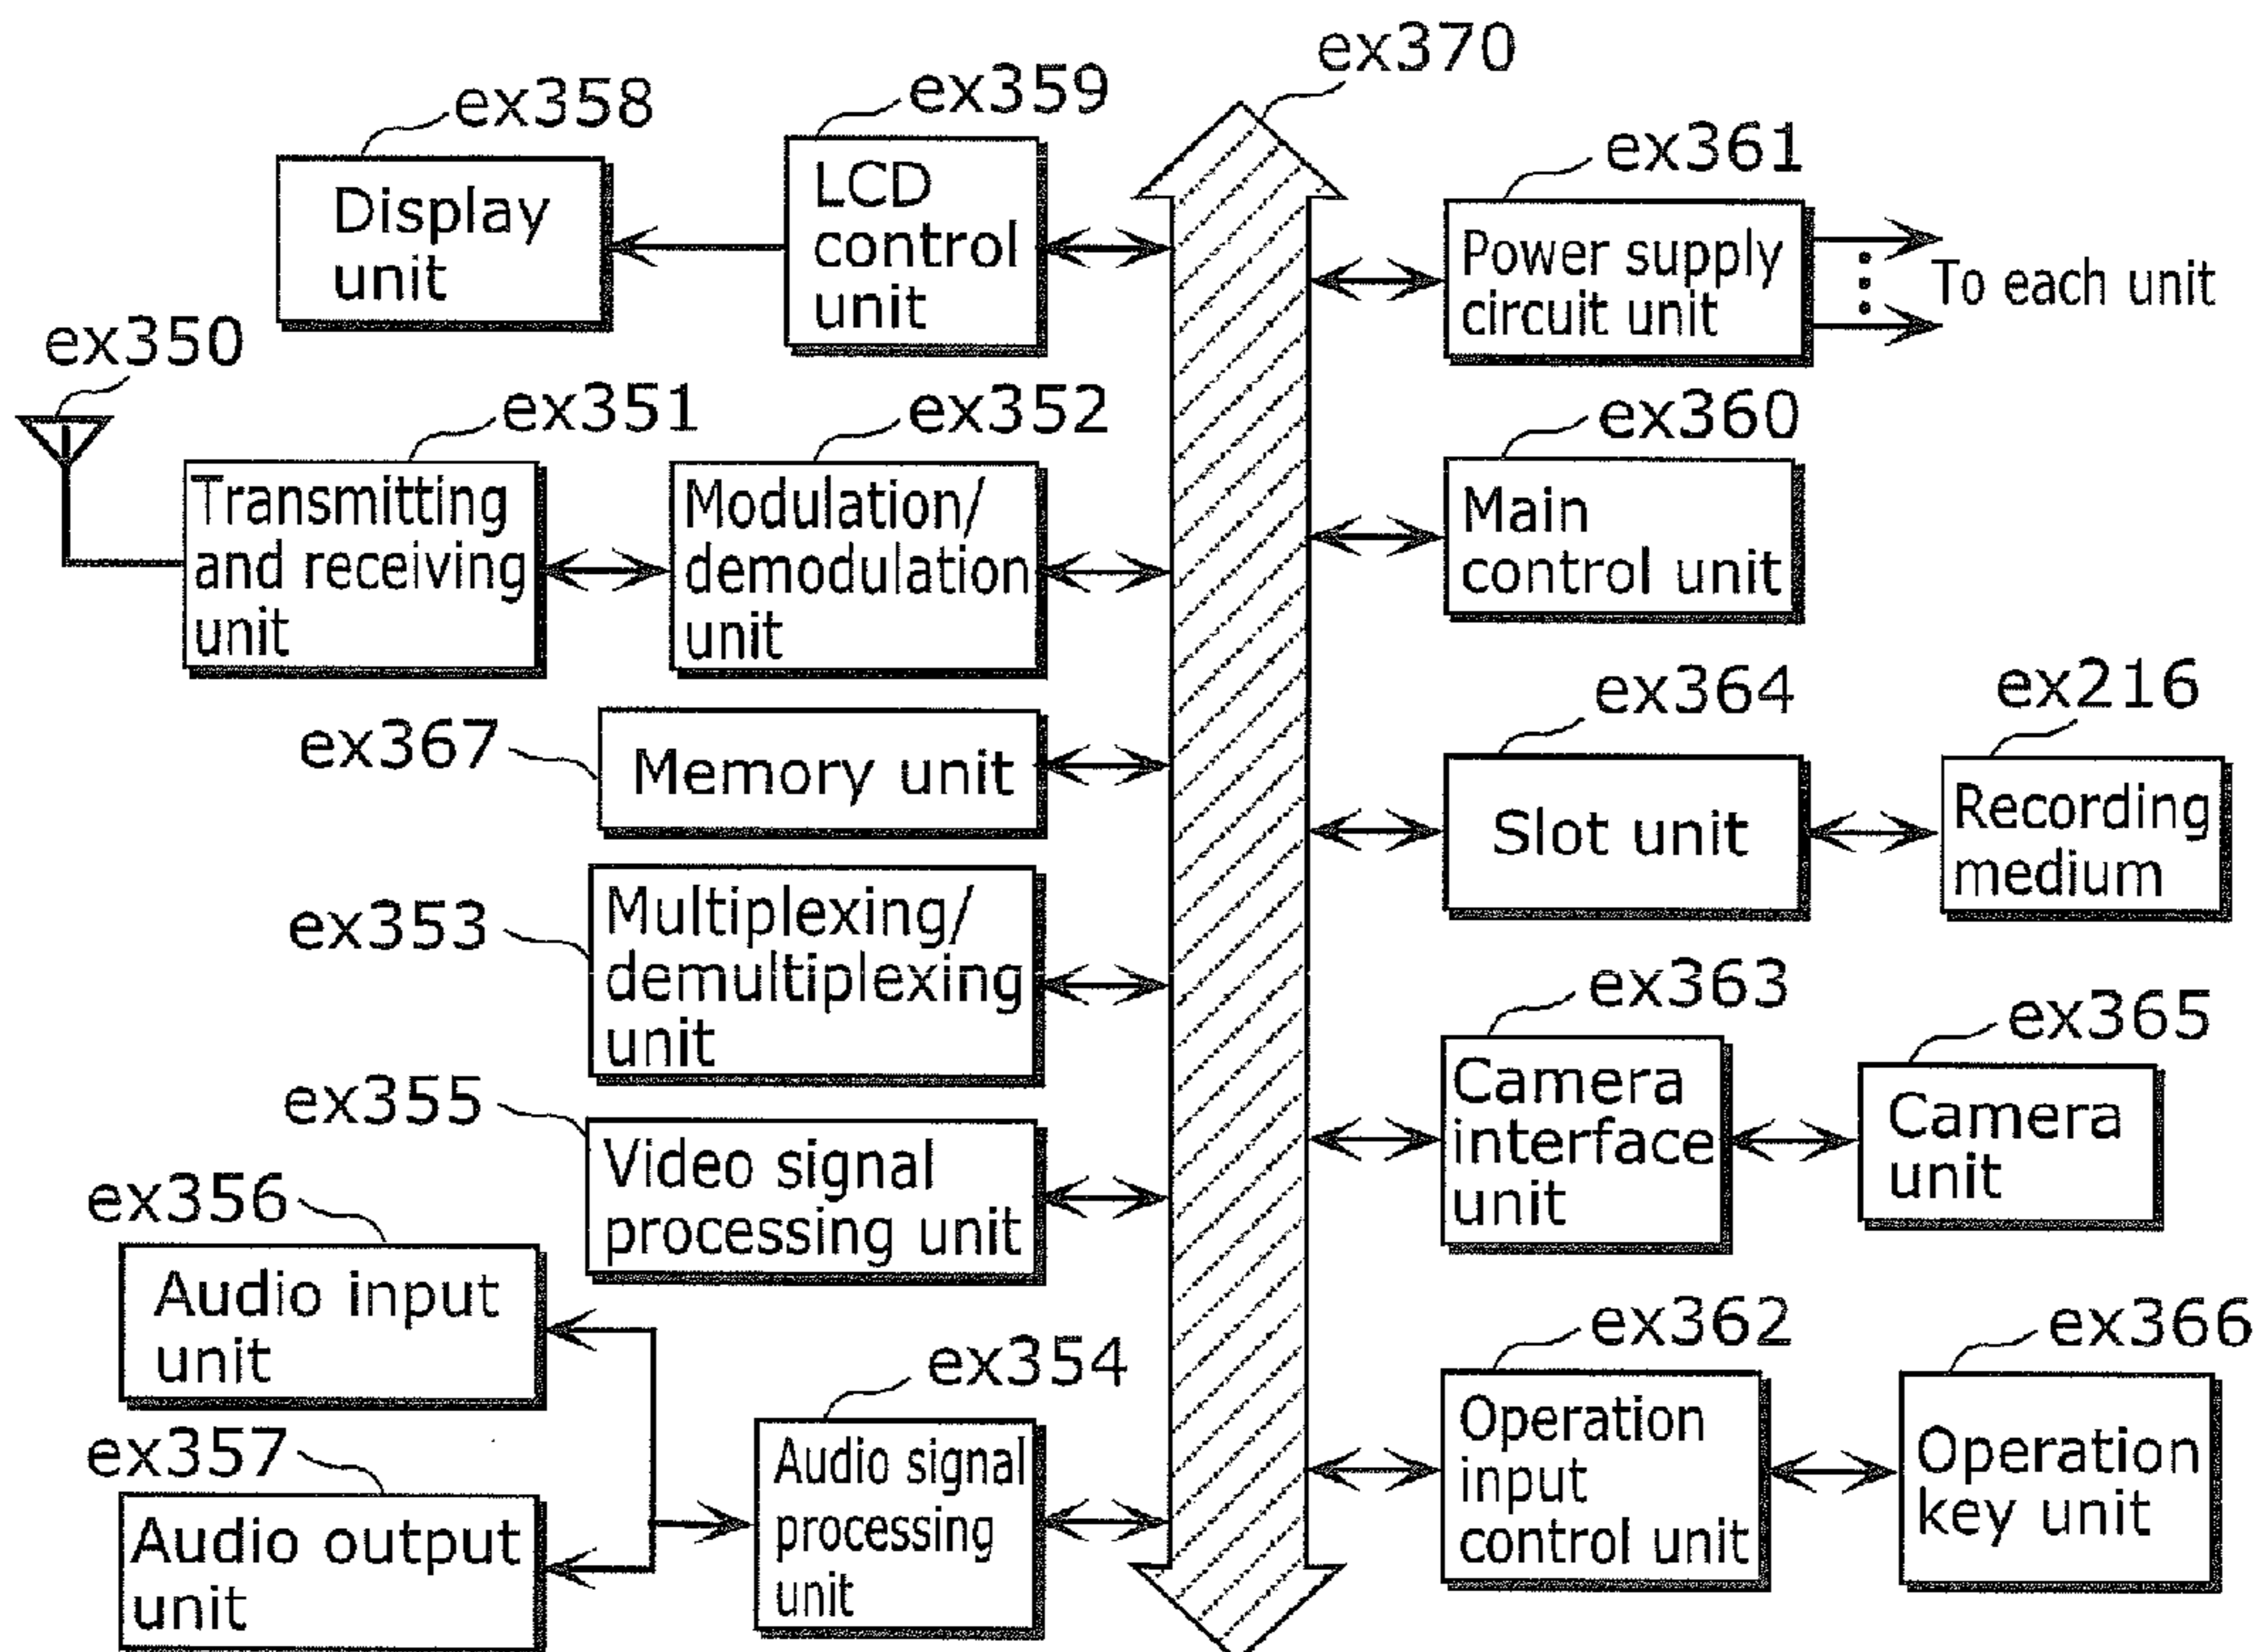 ex370
ex358
ex359
ex361
Display
unit
LCD
control
unit
Power supply
circuit unit
To each unit
ex350
ex351
ex352
ex360
Transmitting
and receiving
unit
Modulation/
demodulation
unit
Main
control unit
ex367
Memory unit
ex364
ex216
Slot unit
Recording
medium
ex353
Multiplexing/
demultiplexing
unit
ex363
ex365
Camera
interface
unit
Camera
unit
ex355
Video signal
processing unit
ex356
Audio input
unit
ex354
ex362
ex366
ex357
Audio output
unit
Audio signal
processing
unit
Operation
input
control unit
Operation
key unit